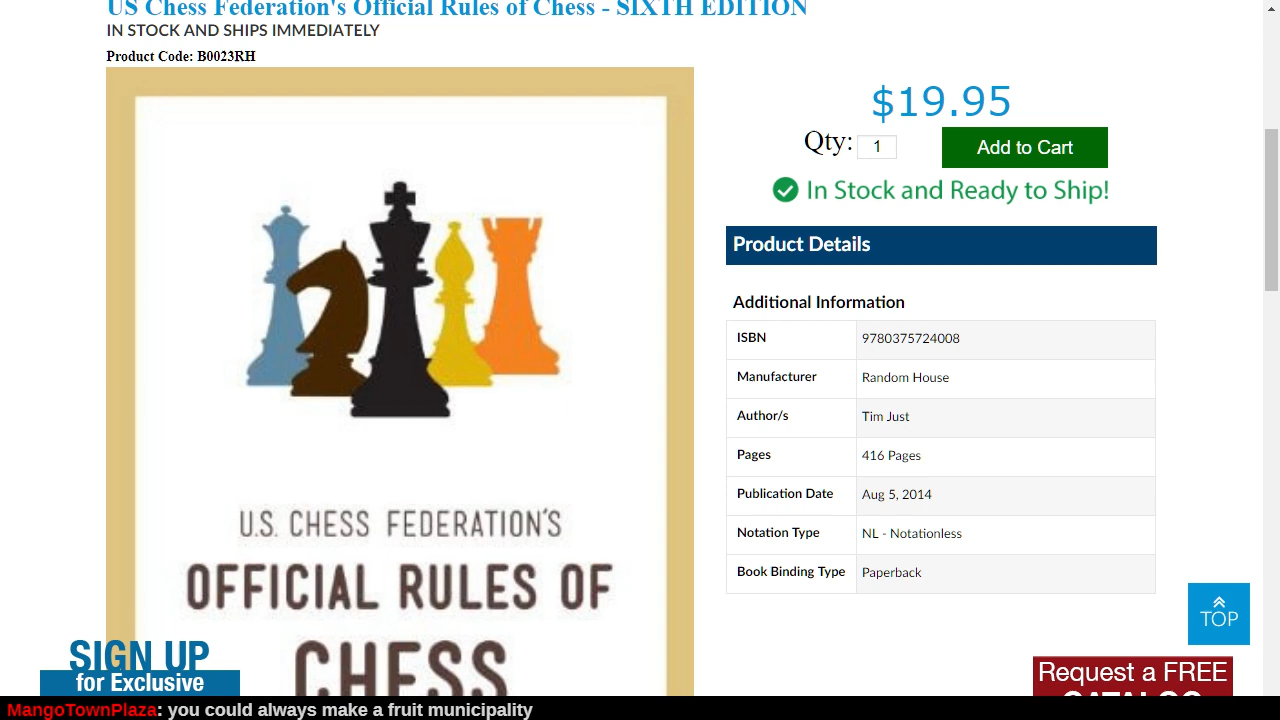 US Chess Federation's Official Rules of Chess - SIXTH EDITION
IN STOCK AND SHIPS IMMEDIATELY
Product Code: B0023RH
$19.95
Qty: 1 Add to Cart
In Stock and Ready to Ship!
Product Details
Additional Information
ISBN 9780375724008
Manufacturer Random House
Author/s Tim Just
Pages 416 Pages
Publication Date Aug 5, 2014
Notation Type NL - Notationless
Book Binding Type Paperback
U.S. CHESS FEDERATION'S
OFFICIAL RULES OF
CHESS
TOP
SIGN UP
for Exclusive
Request a FREE
CATALOG
MangoTownPlaza: you could always make a fruit municipality